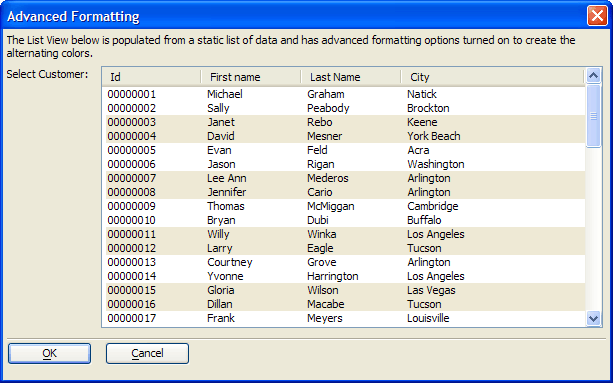 Advanced Formatting
The List View below is populated from a static list of data and has advanced formatting options turned on to create the
alternating colors.
Select Customer:
Id First name Last Name City
00000001 Michael Graham Natick
00000002 Sally Peabody Brockton
00000003 Janet Rebo Keene
00000004 David Mesner York Beach
00000005 Evan Feld Acra
00000006 Jason Rigan Washington
00000007 Lee Ann Mederos Arlington
00000008 Jennifer Cario Arlington
00000009 Thomas McMiggan Cambridge
00000010 Bryan Dubi Buffalo
00000011 Willy Winka Los Angeles
00000012 Larry Eagle Tucson
00000013 Courtney Grove Arlington
00000014 Yvonne Harrington Los Angeles
00000015 Gloria Wilson Las Vegas
00000016 Dillan Macabe Tucson
00000017 Frank Meyers Louisville
OK Cancel